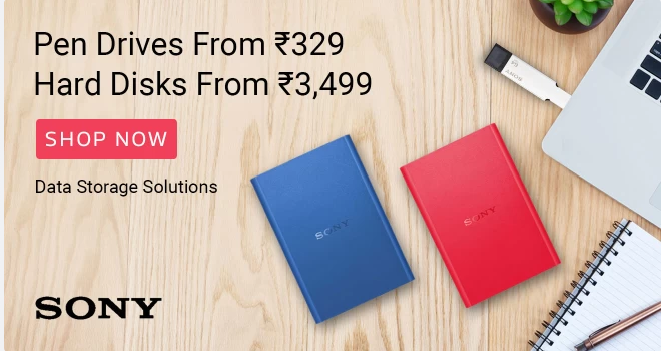 Pen Drives From ₹329
Hard Disks From ₹3,499
SHOP NOW
Data Storage Solutions
SONY
SONY
SONY